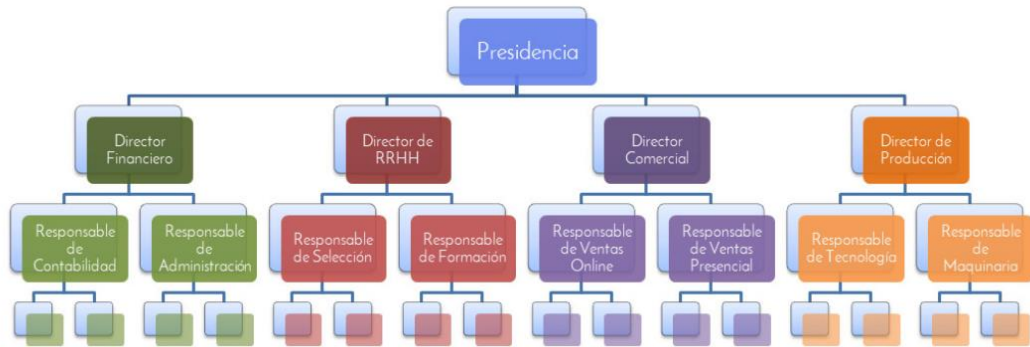 Presidencia
Director
Financiero
Director de
RRHH
Director
Comercial
Director de
Producción
Responsable
de
Contabilidad
Responsable
de
Administración
Responsable
de Selección
Responsable
de Formación
Responsable
de Ventas
Online
Responsable
de Ventas
Presencial
Responsable
de Tecnología
Responsable
de
Maquinaria